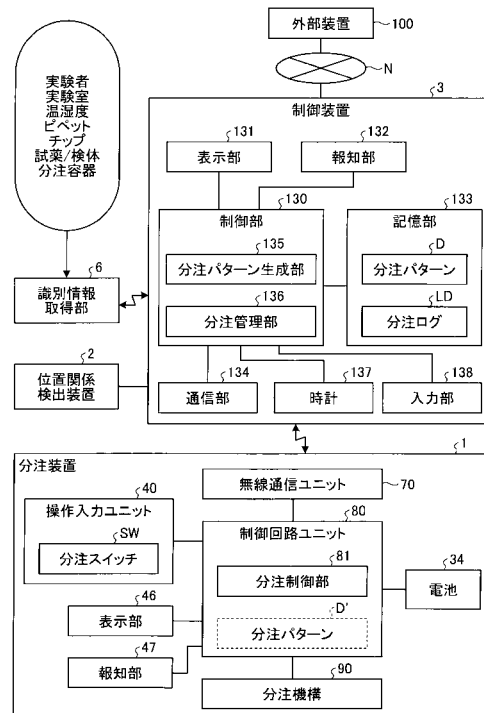 外部装置
100
N
3
制御装置
実験者
実験室
温湿度
ピペット
チップ
試薬/検体
分注容器
131
表示部
132
報知部
130
制御部
135
分注パターン生成部
136
分注管理部
133
記憶部
D
分注パターン
LD
分注ログ
6
識別情報
取得部
2
位置関係
検出装置
134
通信部
137
時計
138
入力部
1
分注装置
無線通信ユニット
70
40
操作入力ユニット
SW
分注スイッチ
80
制御回路ユニット
81
分注制御部
D'
分注パターン
34
電池
46
表示部
47
報知部
90
分注機構